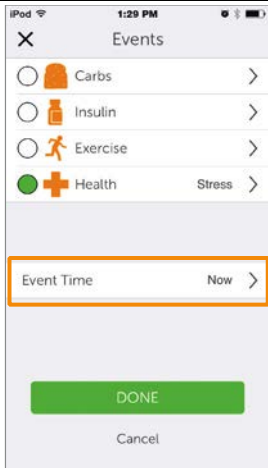 iPod 1:29 PM
Events
Carbs
Insulin
Exercise
Health Stress
Event Time Now
DONE
Cancel